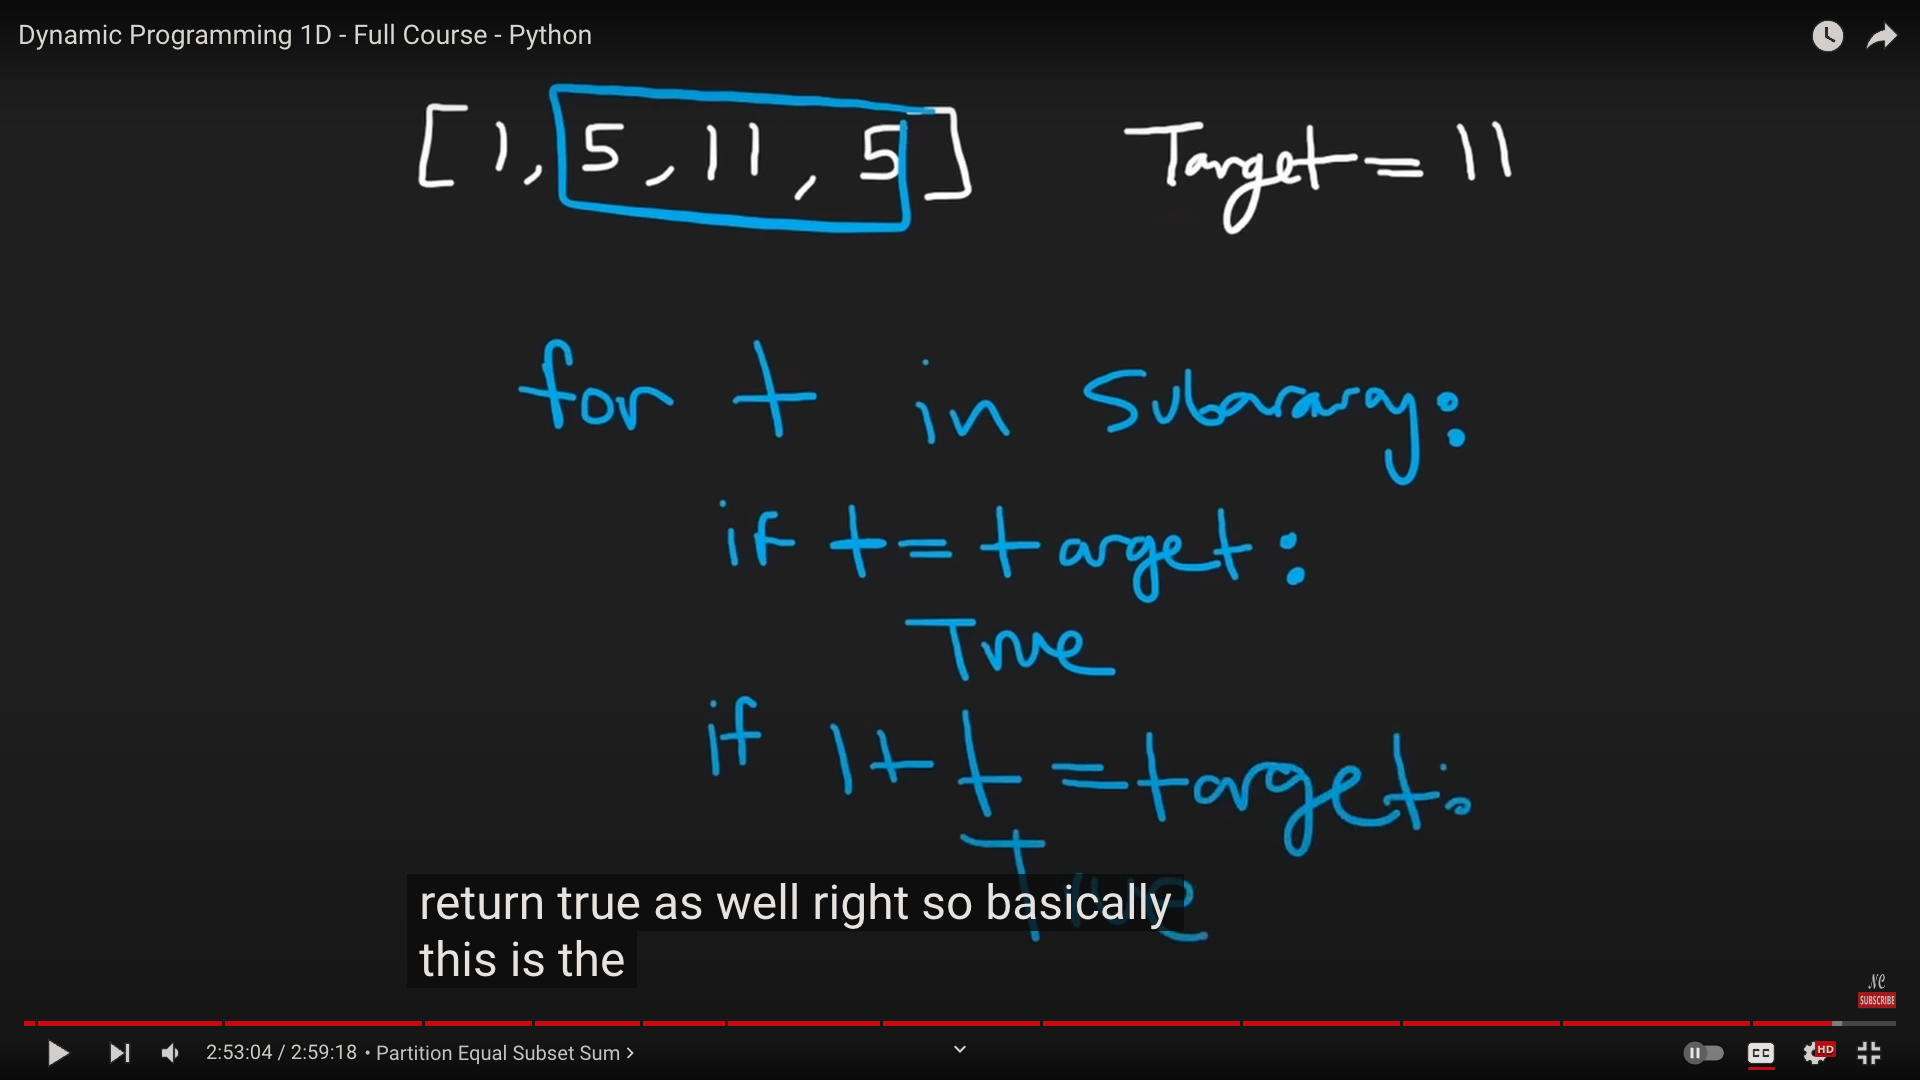 Dynamic Programming 1D - Full Course - Python
[1, 5, 11, 5] Target = 11
for t in Subararay:
if t = target:
True
if 1 + t = target:
True
return true as well right so basically
this is the
NC
SUBSCRIBE
2:53:04 / 2:59:18 • Partition Equal Subset Sum >
CC
HD